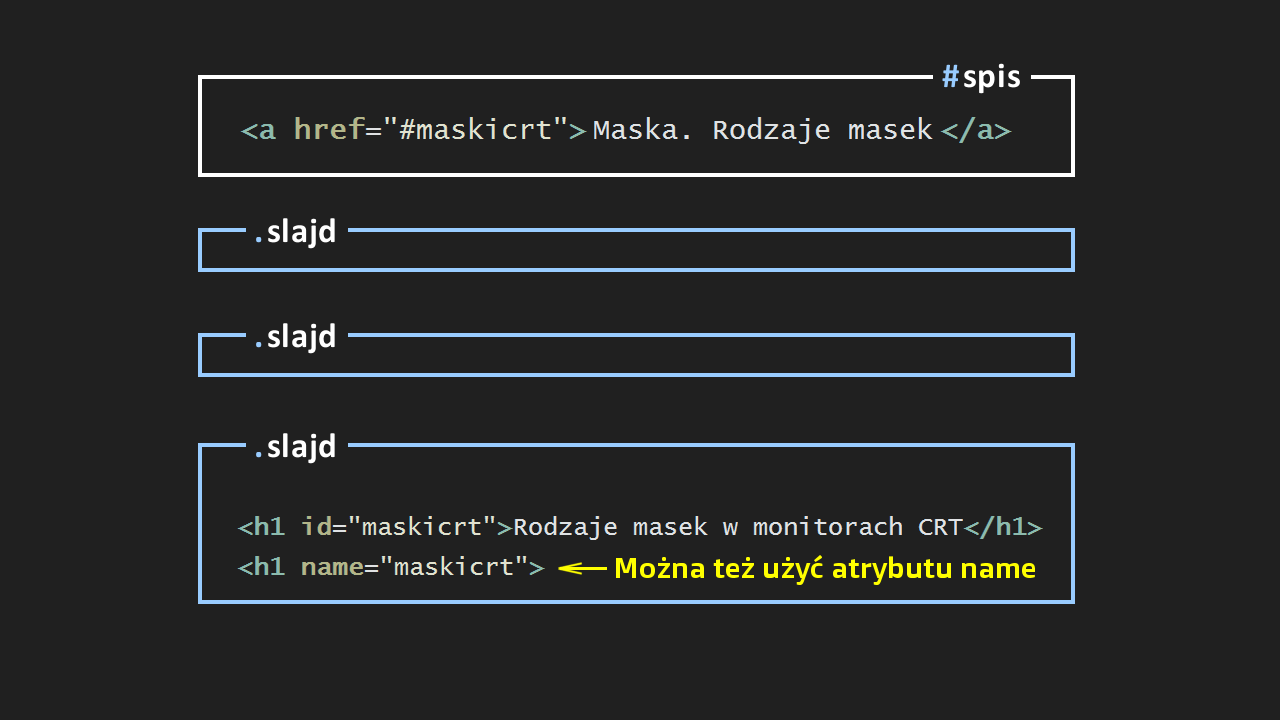 #spis
<a href="#maskicrt">Maska. Rodzaje masek</a>
.slajd
.slajd
.slajd
<h1 id="maskicrt">Rodzaje masek w monitorach CRT</h1>
<h1 name="maskicrt"> Można też użyć atrybutu name